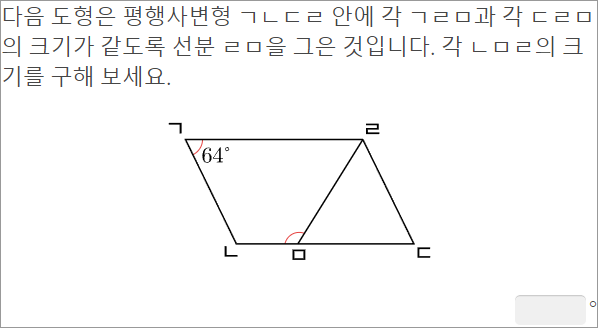 다음 도형은 평행사변형 ㄱㄴㄷㄹ 안에 각 ㄱㄹㅁ과 각 ㄷㄹㅁ
의 크기가 같도록 선분 ㄹㅁ을 그은 것입니다. 각 ㄴㅁㄹ의 크
기를 구해 보세요.
ㄱ ㄹ
64°
ㄴ ㅁ ㄷ
°